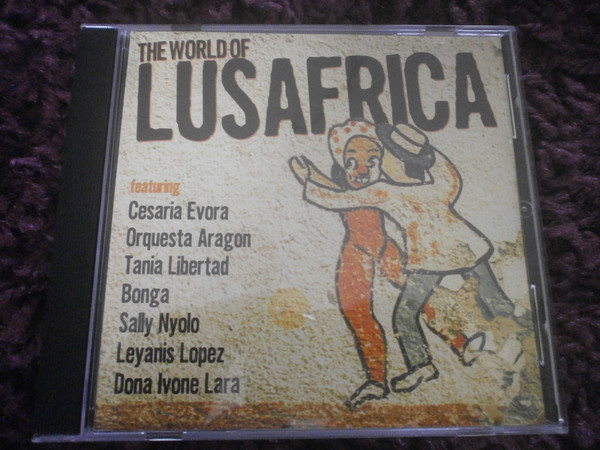 THE WORLD OF
LUSAFRICA
featuring
Cesaria Evora
Orquesta Aragon
Tania Libertad
Bonga
Sally Nyolo
Leyanis Lopez
Dona Ivone Lara